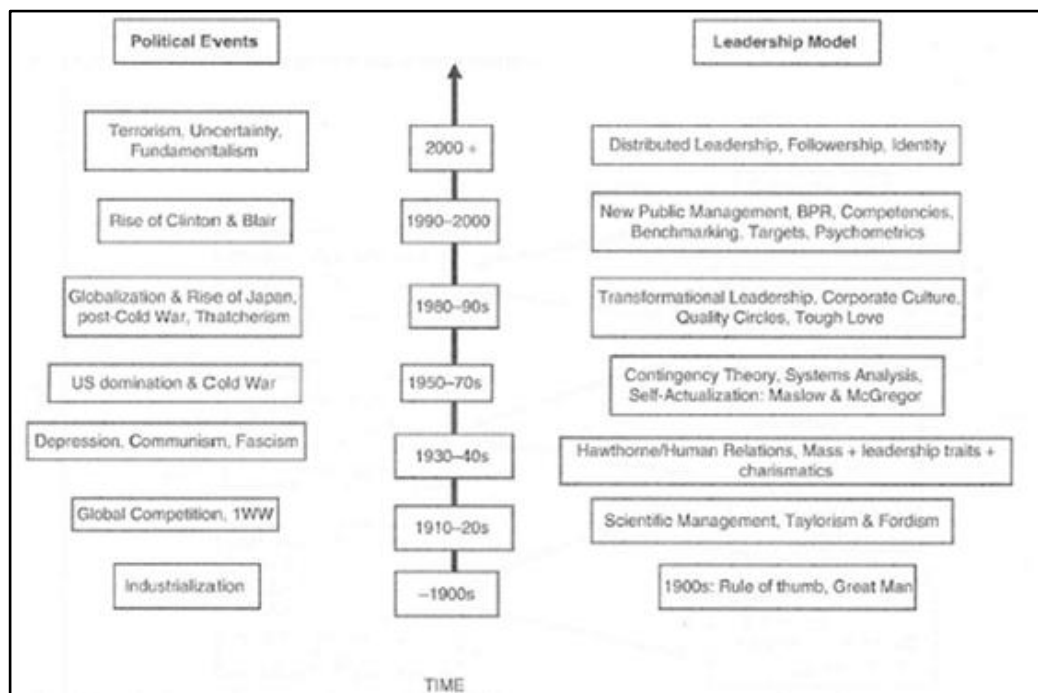 Political Events
Leadership Model
Terrorism, Uncertainty,
Fundamentalism
2000 +
Distributed Leadership, Followership, Identity
Rise of Clinton & Blair
1990–2000
New Public Management, BPR, Competencies,
Benchmarking, Targets, Psychometrics
Globalization & Rise of Japan,
post-Cold War, Thatcherism
1980–90s
Transformational Leadership, Corporate Culture,
Quality Circles, Tough Love
US domination & Cold War
1950–70s
Contingency Theory, Systems Analysis,
Self-Actualization: Maslow & McGregor
Depression, Communism, Fascism
1930–40s
Hawthorne/Human Relations, Mass + leadership traits +
charismatics
Global Competition, 1WW
1910–20s
Scientific Management, Taylorism & Fordism
Industrialization
–1900s
1900s: Rule of thumb, Great Man
TIME